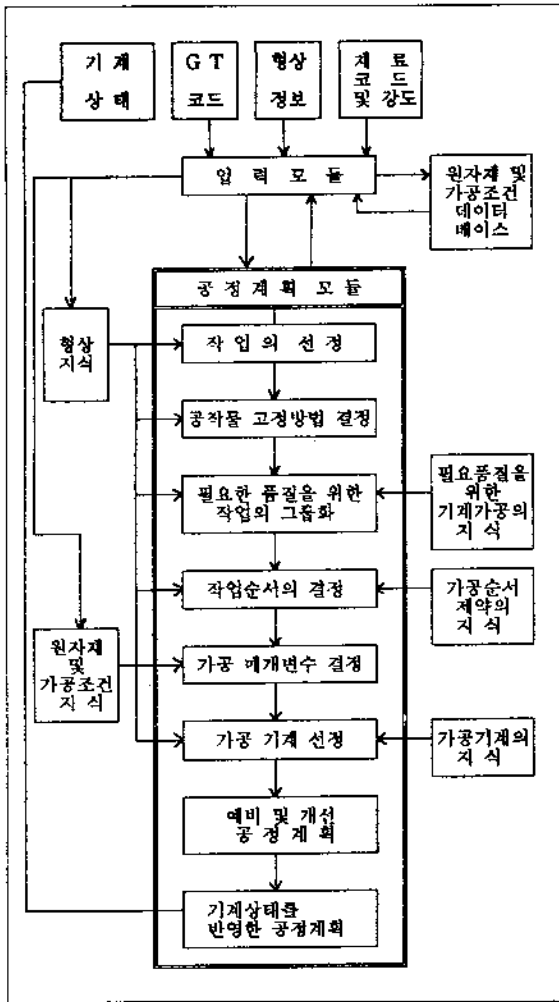 기 계
상 태
G T
코드
형상
정보
재 료
코 드
및 강도
입 력 모 듈
원자재 및
가공조건
데이타
베이스
공 정 계 획 모 듈
형상
지식
작 업 의 선 정
공작물 고정방법 결정
필요한 품질을 위한
작업의 그룹화
필요품질을
위한
기계가공의
지 식
작업순서의 결정
가공순서
제약의
지 식
원자재
및
가공조건
지 식
가공 매개변수 결정
가공 기계 선정
가공기계의
지 식
예비 및 개선
공 정 계 획
기계상태를
반영한 공정계획